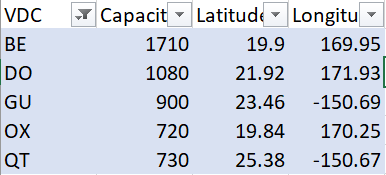 VDC Capacit Latitude Longitu
BE 1710 19.9 169.95
DO 1080 21.92 171.93
GU 900 23.46 -150.69
OX 720 19.84 170.25
QT 730 25.38 -150.67